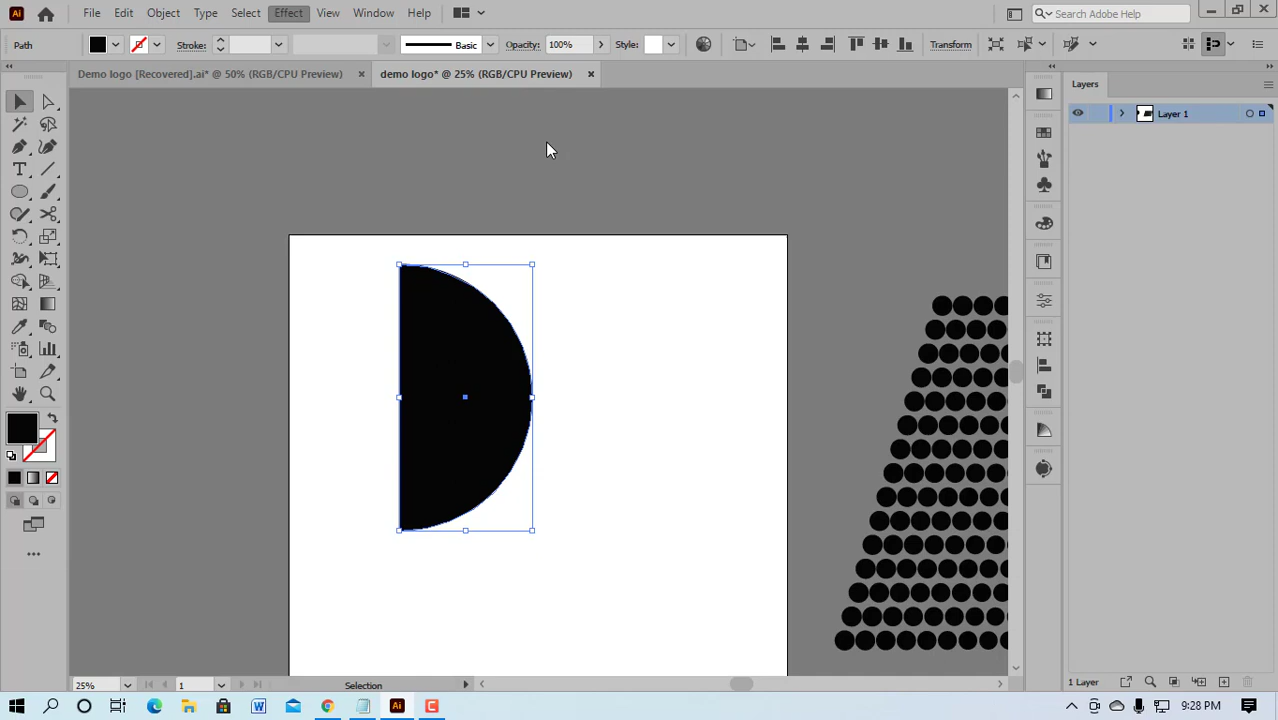 Ai File Edit Object Type Select Effect View Window Help Search Adobe Help
Path Stroke: Basic Opacity: 100% Style: Transform
Demo logo [Recovered].ai* @ 50% (RGB/CPU Preview) × demo logo* @ 25% (RGB/CPU Preview) ×
Layers
Layer 1
25% 1 Selection 1 Layer
9:28 PM